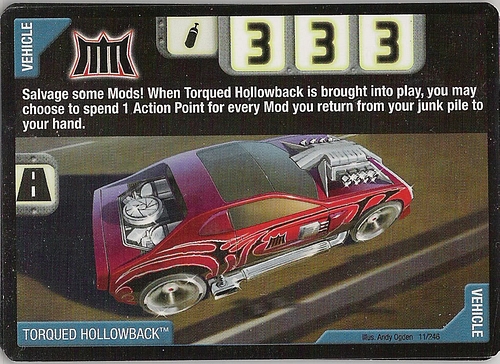 VEHICLE
3 3 3
Salvage some Mods! When Torqued Hollowback is brought into play, you may
choose to spend 1 Action Point for every Mod you return from your junk pile to
your hand.
TORQUED HOLLOWBACK™
Illus. Andy Ogden 11/246
VEHICLE